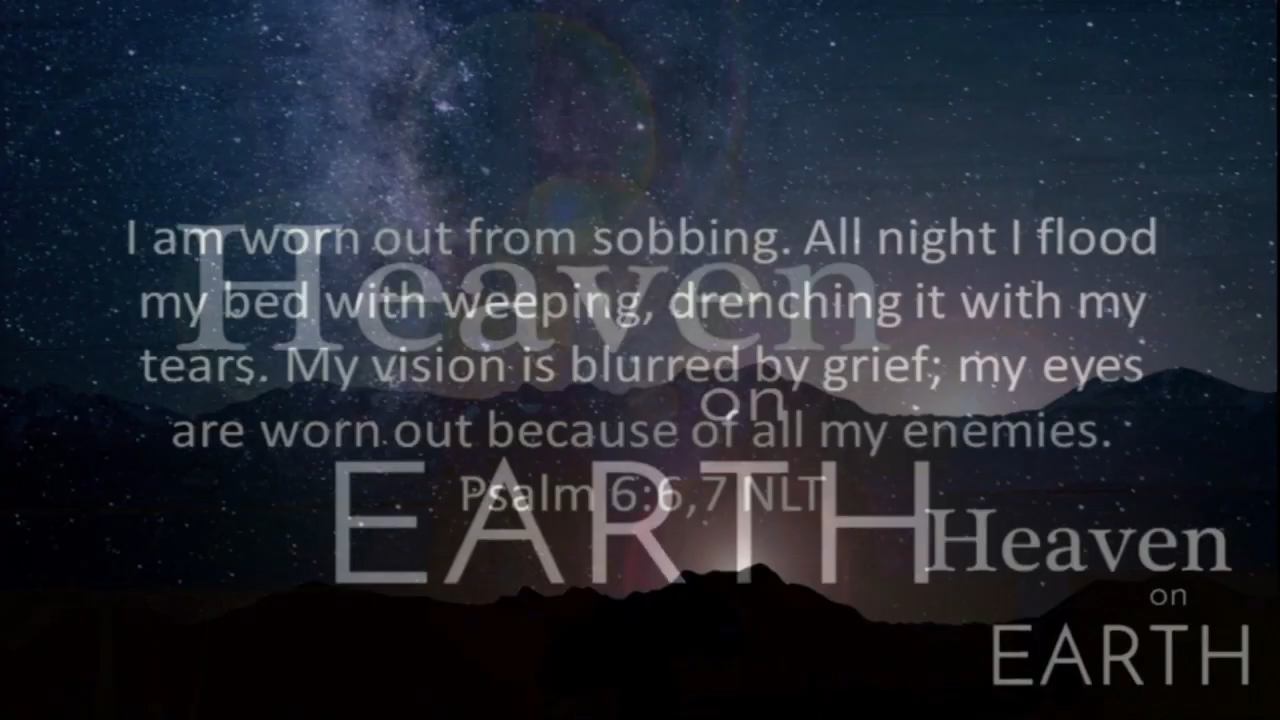 I am worn out from sobbing. All night I flood
my bed with weeping, drenching it with my
tears. My vision is blurred by grief; my eyes
are worn out because of all my enemies.
Psalm 6:6,7 NLT
Heaven
on
EARTH
Heaven
on
EARTH